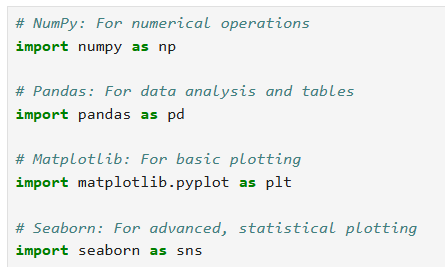 # NumPy: For numerical operations
import numpy as np
# Pandas: For data analysis and tables
import pandas as pd
# Matplotlib: For basic plotting
import matplotlib.pyplot as plt
# Seaborn: For advanced, statistical plotting
import seaborn as sns